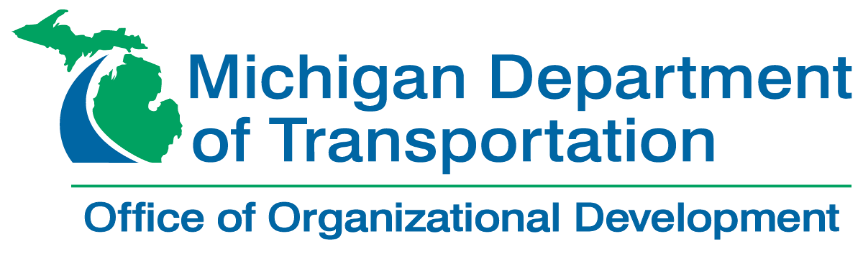 Michigan Department
of Transportation
Office of Organizational Development